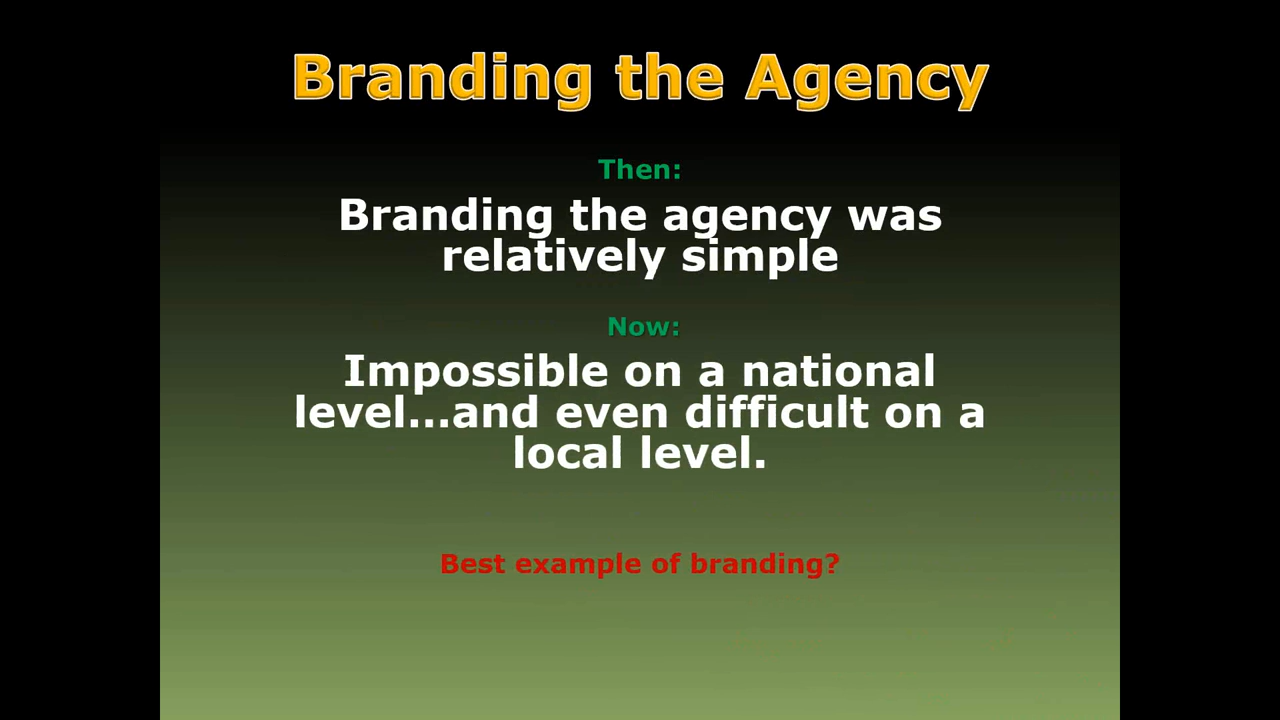 Branding the Agency
Then:
Branding the agency was
relatively simple
Now:
Impossible on a national
level...and even difficult on a
local level.
Best example of branding?